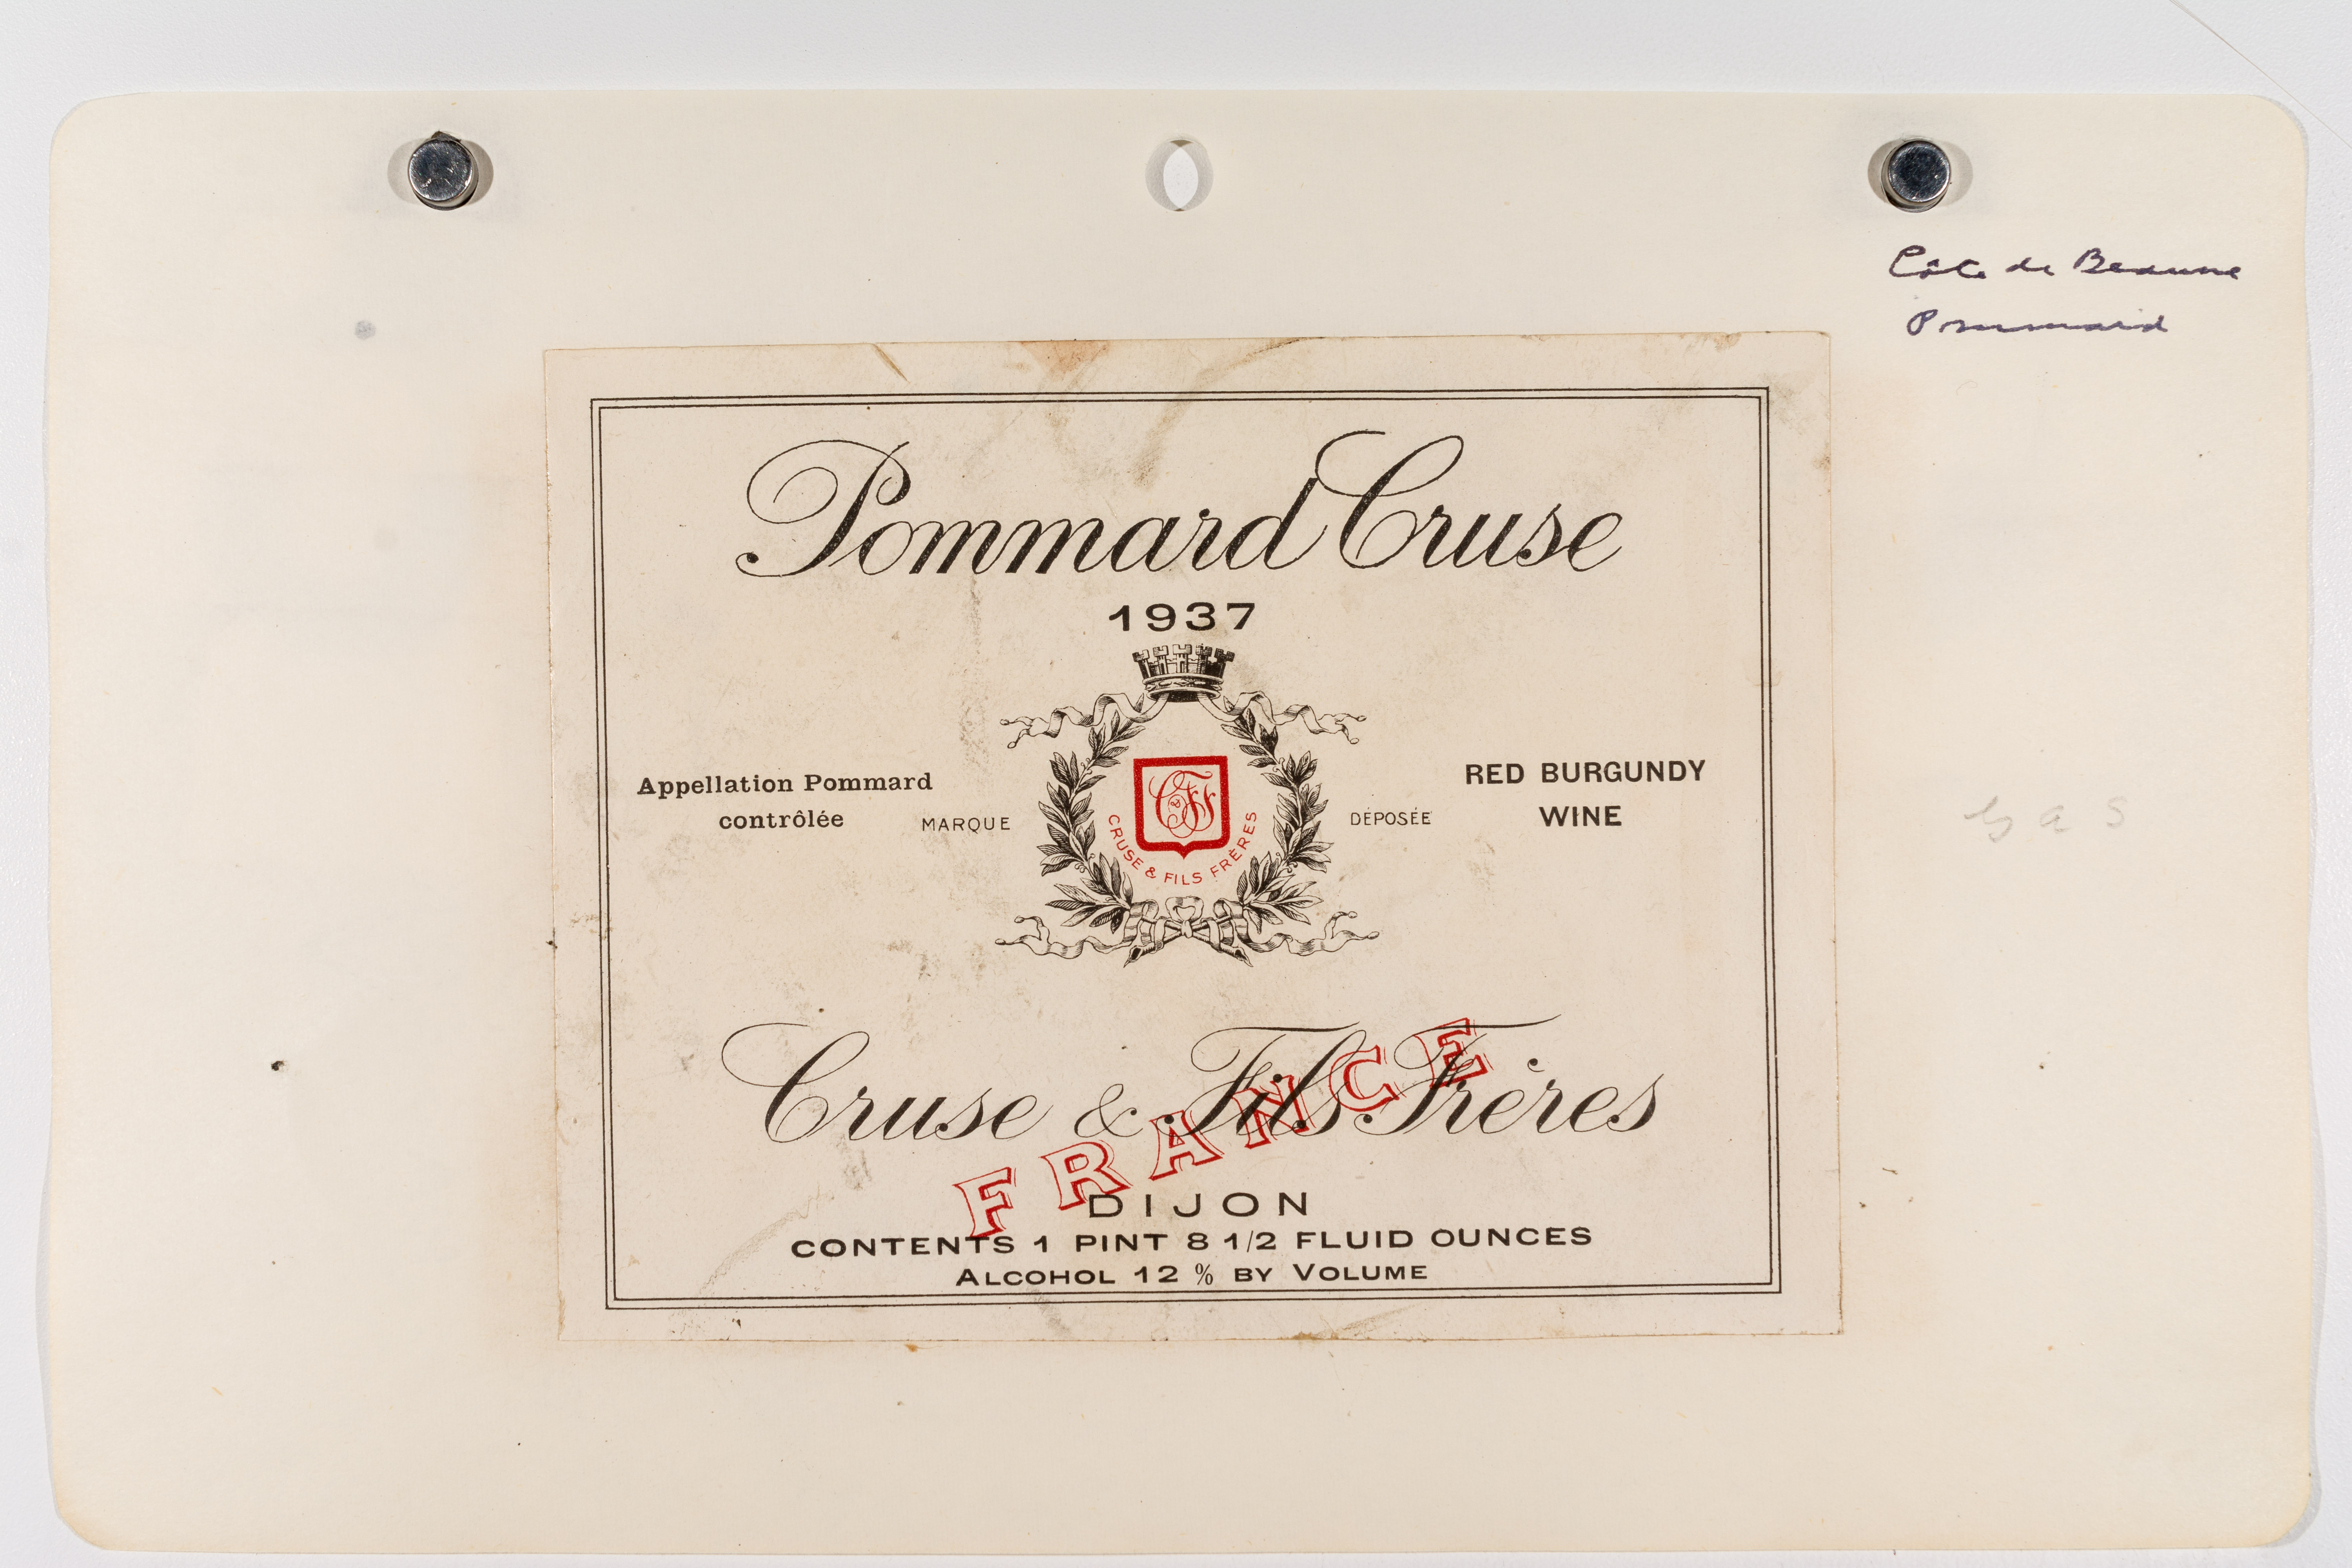 Côte de Beaune
Pommard
Pommard Cruse
1937
Appellation Pommard
contrôlée
MARQUE
CFF
CRUSE & FILS FRÈRES
DÉPOSÉE
RED BURGUNDY
WINE
Cruse & Fils Frères
FRANCE
DIJON
CONTENTS 1 PINT 8 1/2 FLUID OUNCES
ALCOHOL 12 % BY VOLUME